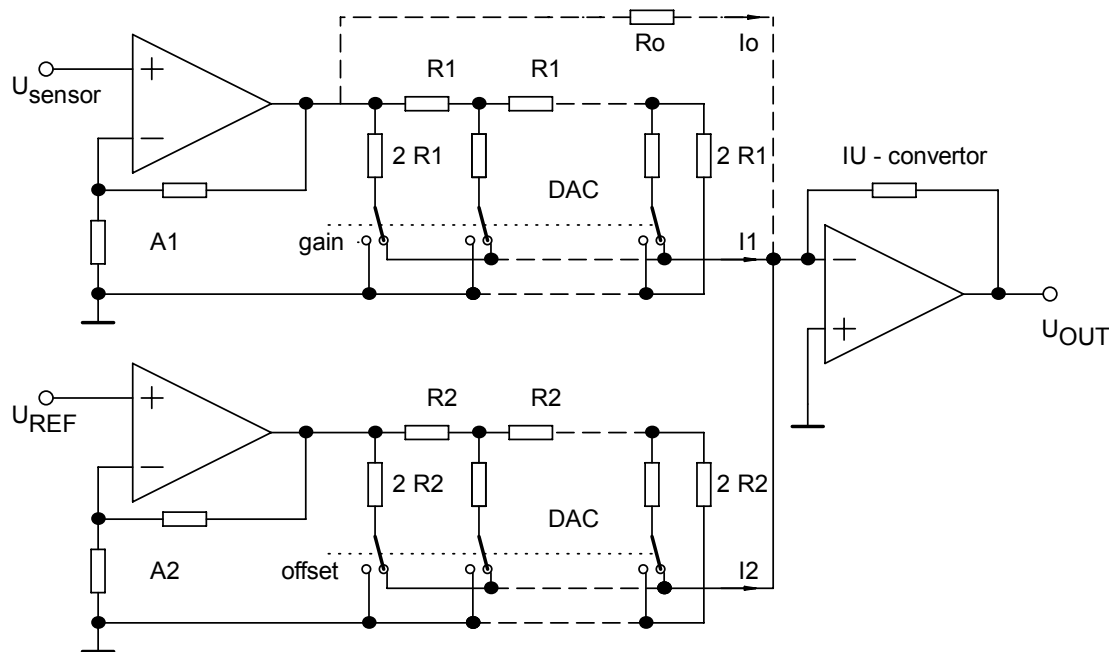 Ro
Io
R1
R1
+
U sensor
−
2 R1
2 R1
IU - convertor
DAC
A1
gain
I1
−
+
U OUT
+
U REF
−
R2
R2
2 R2
2 R2
DAC
A2
offset
I2